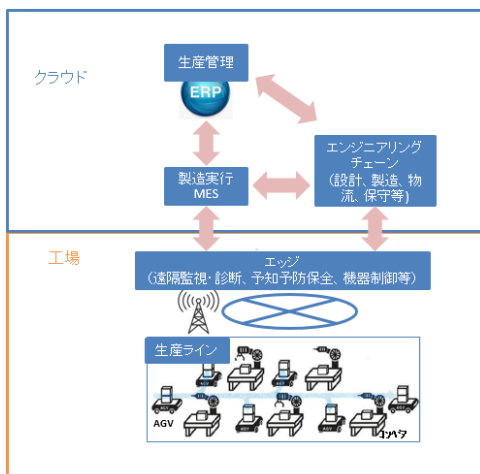 クラウド
生産管理
ERP
製造実行
MES
エンジニアリング
チェーン
（設計、製造、物
流、保守等）
工場
エッジ
（遠隔監視・診断、予知予防保全、機器制御等）
生産ライン
AGV
AGV
AGV
AGV
AGV
AGV
AGV
コンベヤ